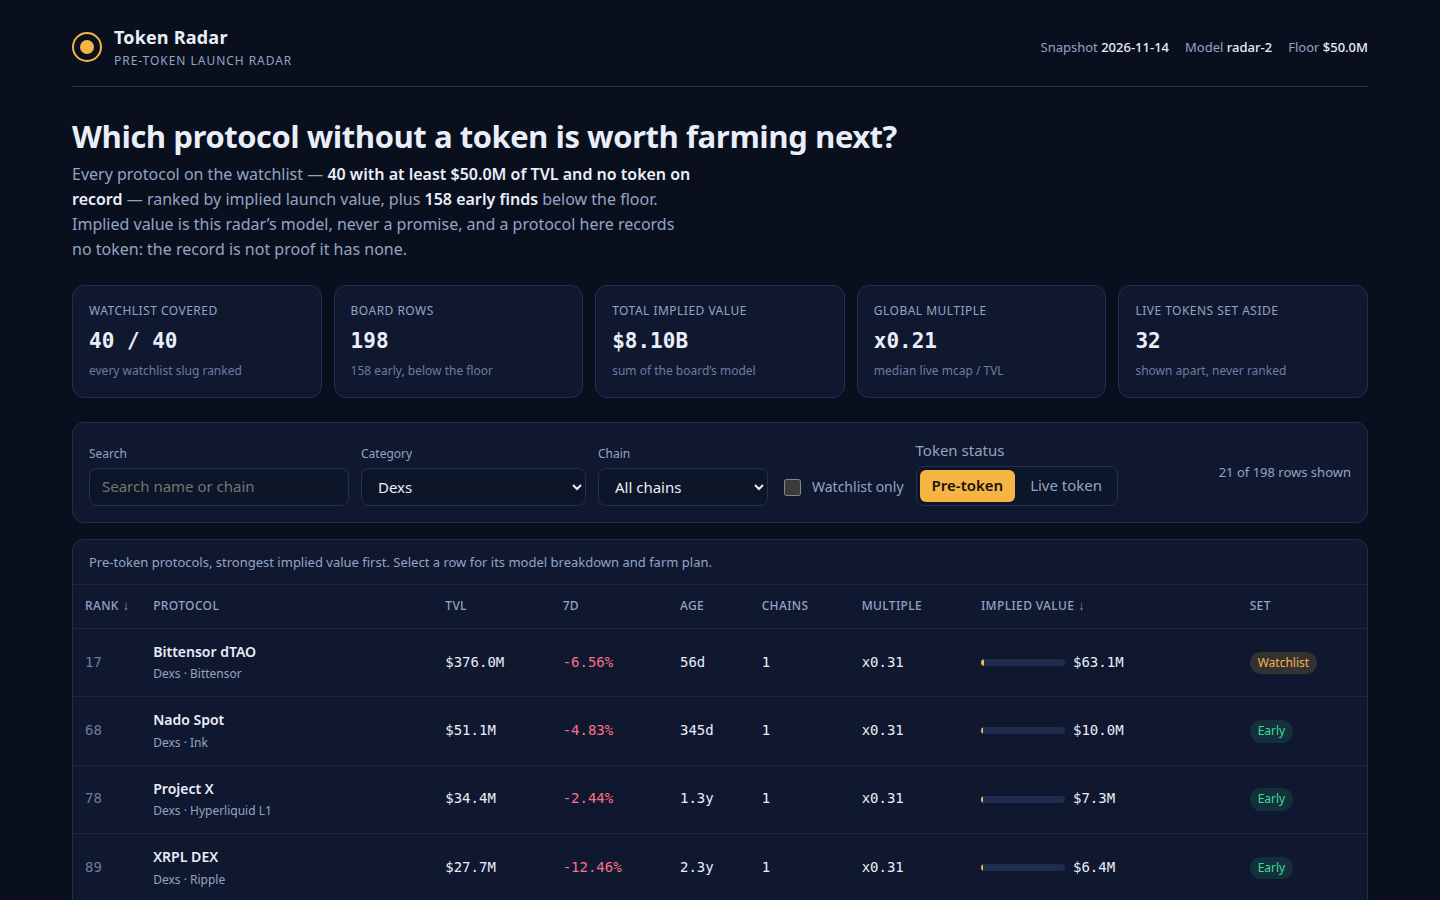 Token Radar
PRE-TOKEN LAUNCH RADAR
Snapshot 2026-11-14 Model radar-2 Floor $50.0M
Which protocol without a token is worth farming next?
Every protocol on the watchlist — 40 with at least $50.0M of TVL and no token on
record — ranked by implied launch value, plus 158 early finds below the floor.
Implied value is this radar’s model, never a promise, and a protocol here records
no token: the record is not proof it has none.
WATCHLIST COVERED
40 / 40
every watchlist slug ranked
BOARD ROWS
198
158 early, below the floor
TOTAL IMPLIED VALUE
$8.10B
sum of the board’s model
GLOBAL MULTIPLE
x0.21
median live mcap / TVL
LIVE TOKENS SET ASIDE
32
shown apart, never ranked
Search
Search name or chain
Category
Dexs
Chain
All chains
Watchlist only
Token status
Pre-token Live token
21 of 198 rows shown
Pre-token protocols, strongest implied value first. Select a row for its model breakdown and farm plan.
RANK ↓ PROTOCOL TVL 7D AGE CHAINS MULTIPLE IMPLIED VALUE ↓ SET
17 Bittensor dTAO $376.0M -6.56% 56d 1 x0.31 $63.1M Watchlist
Dexs · Bittensor
68 Nado Spot $51.1M -4.83% 345d 1 x0.31 $10.0M Early
Dexs · Ink
78 Project X $34.4M -2.44% 1.3y 1 x0.31 $7.3M Early
Dexs · Hyperliquid L1
89 XRPL DEX $27.7M -12.46% 2.3y 1 x0.31 $6.4M Early
Dexs · Ripple